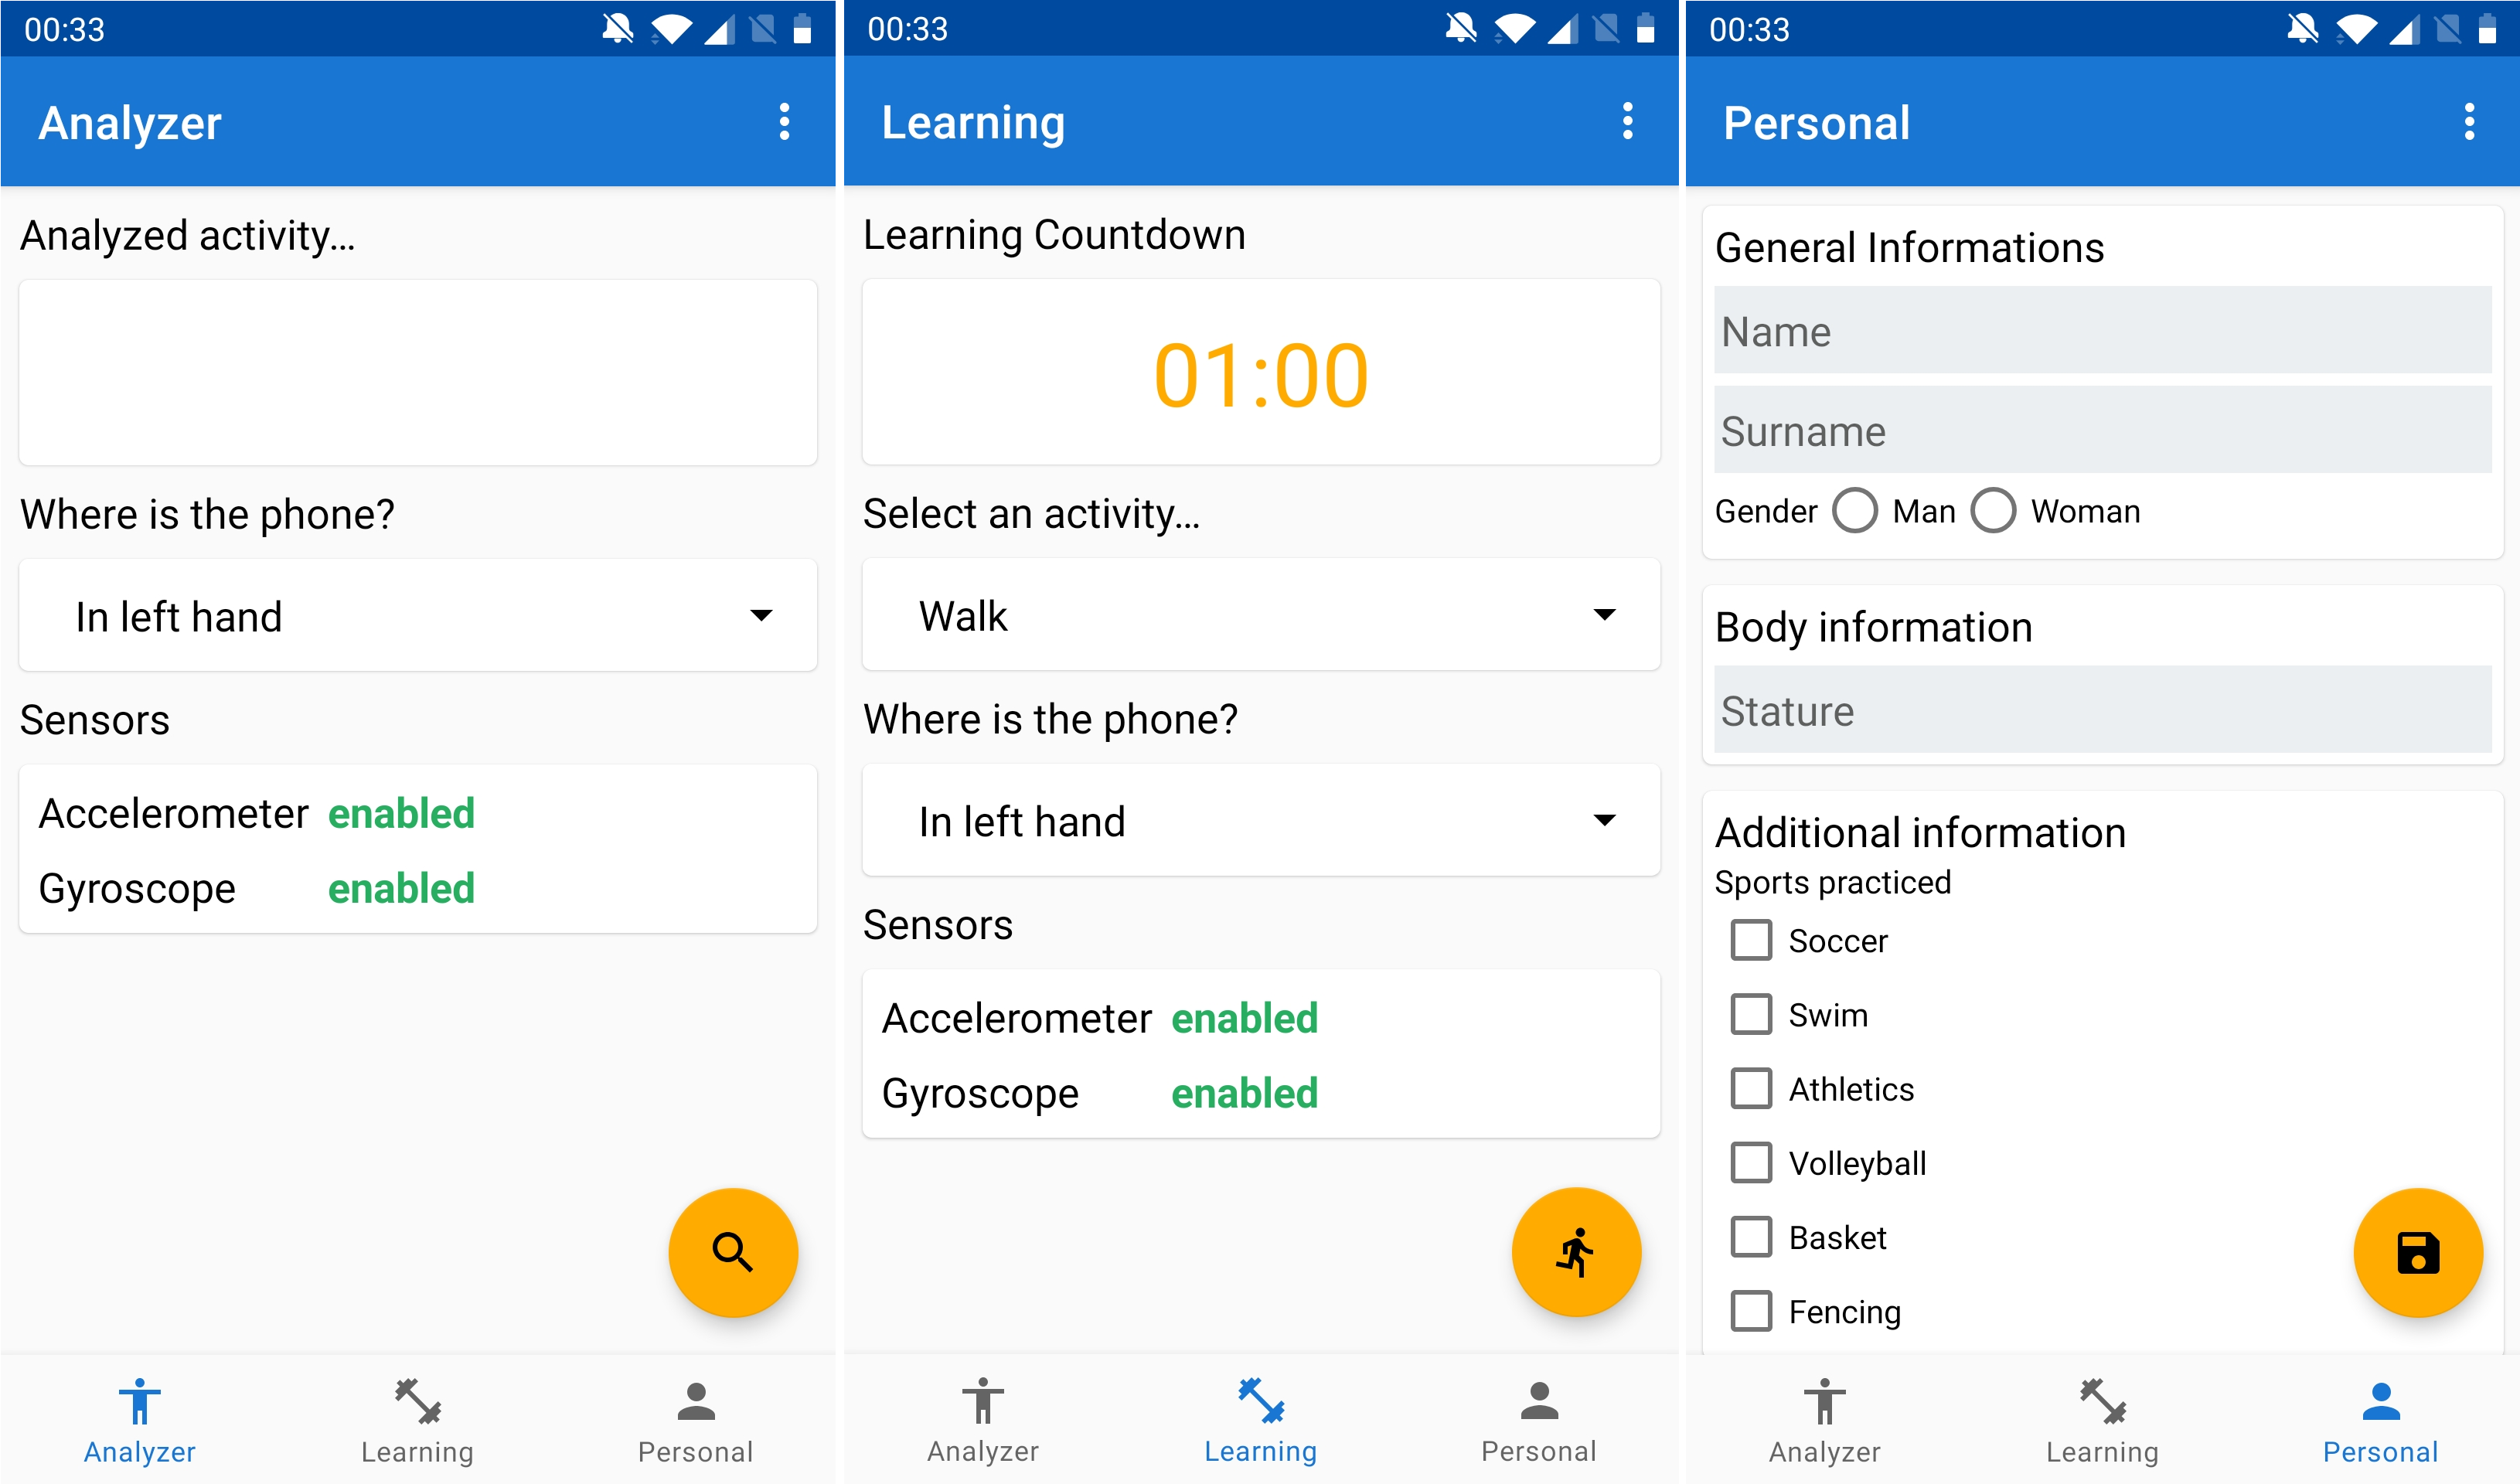 00:33
Analyzer
Analyzed activity...
Where is the phone?
In left hand
Sensors
Accelerometer enabled
Gyroscope enabled
Analyzer Learning Personal
00:33
Learning
Learning Countdown
01:00
Select an activity...
Walk
Where is the phone?
In left hand
Sensors
Accelerometer enabled
Gyroscope enabled
Analyzer Learning Personal
00:33
Personal
General Informations
Name
Surname
Gender Man Woman
Body information
Stature
Additional information
Sports practiced
Soccer
Swim
Athletics
Volleyball
Basket
Fencing
Analyzer Learning Personal